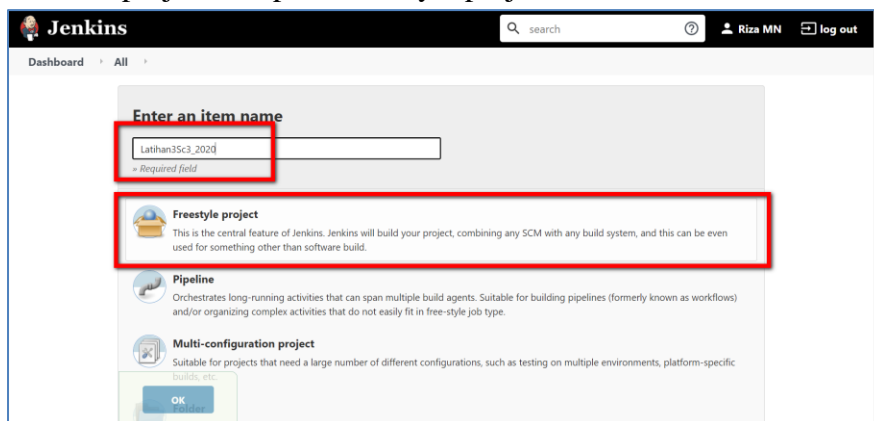 Jenkins
search
Riza MN
log out
Dashboard
All
Enter an item name
Latihan3Sc3_2020
» Required field
Freestyle project
This is the central feature of Jenkins. Jenkins will build your project, combining any SCM with any build system, and this can be even
used for something other than software build.
Pipeline
Orchestrates long-running activities that can span multiple build agents. Suitable for building pipelines (formerly known as workflows)
and/or organizing complex activities that do not easily fit in free-style job type.
Multi-configuration project
Suitable for projects that need a large number of different configurations, such as testing on multiple environments, platform-specific
builds, etc.
OK
Folder